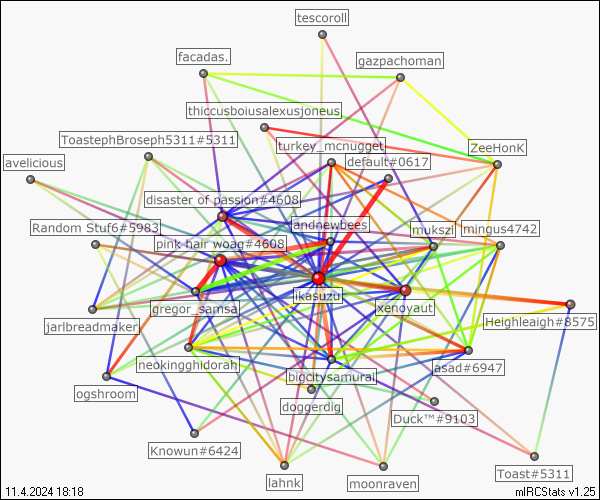 tescoroll
facadas.
gazpachoman
thiccusboiusalexusjoneus
ToastephBroseph5311#5311
turkey_mcnugget
ZeeHonK
avelicious
default#0617
disaster of passion#4608
Random Stuf6#5983
andnewbees
mukszi
mingus4742
pink hair woag#4608
ikasuzu
gregor_samsa
xenoyaut
Heighleaigh#8575
jarlbreadmaker
neokingghidorah
bigcitysamurai
asad#6947
ogshroom
doggerdig
Duck™#9103
Knowun#6424
lahnk
moonraven
Toast#5311
11.4.2024 18:18
mIRCStats v1.25